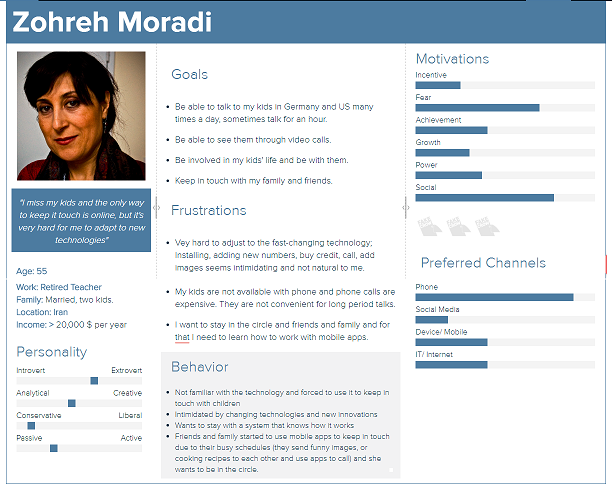 Zohreh Moradi
"I miss my kids and the only way
to keep it touch is online, but it's
very hard for me to adapt to new
technologies"
Age: 55
Work: Retired Teacher
Family: Married, two kids.
Location: Iran
Income: > 20,000 $ per year
Personality
Introvert Extrovert
Analytical Creative
Conservative Liberal
Passive Active
Goals
• Be able to talk to my kids in Germany and US many
times a day, sometimes talk for an hour.
• Be able to see them through video calls.
• Be involved in my kids' life and be with them.
• Keep in touch with my family and friends.
Frustrations
• Vey hard to adjust to the fast-changing technology;
Installing, adding new numbers, buy credit, call, add
images seems intimidating and not natural to me.
• My kids are not available with phone and phone calls are
expensive. They are not convenient for long period talks.
• I want to stay in the circle and friends and family and for
that I need to learn how to work with mobile apps.
Behavior
• Not familiar with the technology and forced to use it to keep in
touch with children
• Intimidated by changing technologies and new innovations
• Wants to stay with a system that knows how it works
• Friends and family started to use mobile apps to keep in touch
due to their busy schedules (they send funny images, or
cooking recipes to each other and use apps to call) and she
wants to be in the circle.
Motivations
Incentive
Fear
Achievement
Growth
Power
Social
Preferred Channels
Phone
Social Media
Device/ Mobile
IT/ Internet